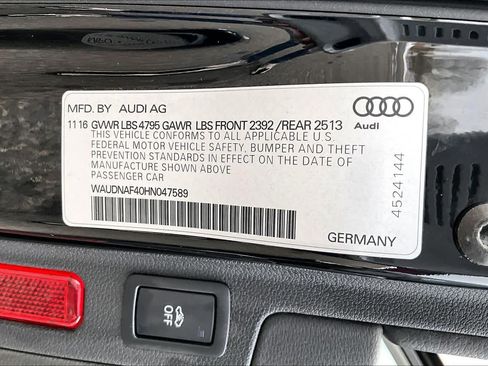 MFD. BY AUDI AG
11 16 GVWR LBS 4795 GAWR LBS FRONT 2392 /REAR 2513
THIS VEHICLE CONFORMS TO ALL APPLICABLE U.S.
FEDERAL MOTOR VEHICLE SAFETY, BUMPER AND THEFT
PREVENTION STANDARDS IN EFFECT ON THE DATE OF
MANUFACTURE SHOWN ABOVE
PASSENGER CAR
WAUDNAF40HN047589
Audi
4524144
GERMANY
OFF